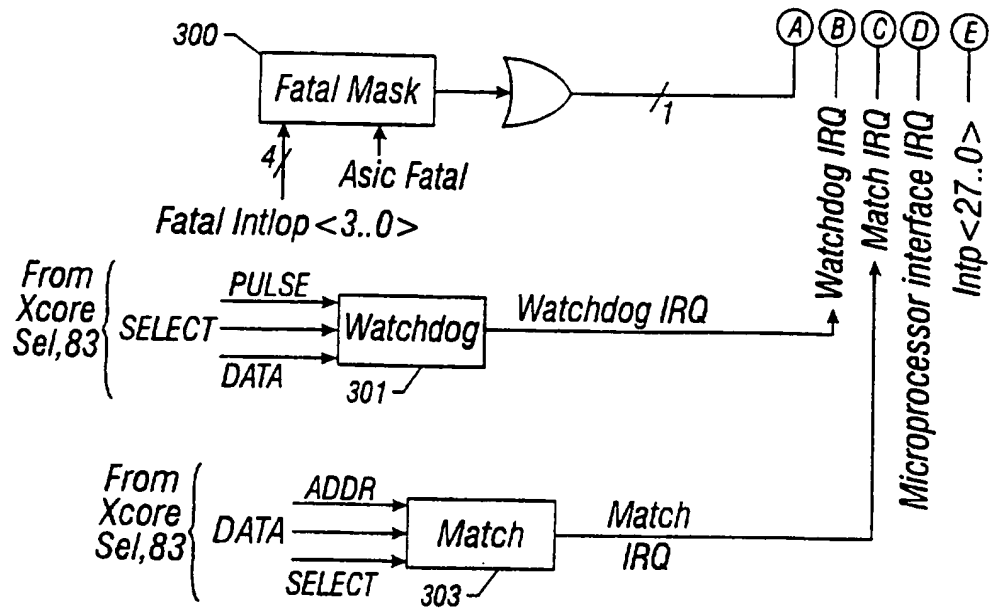 300
A B C D E
Fatal Mask
1
4
Asic Fatal
Fatal Intlop<3..0>
Watchdog IRQ
Match IRQ
Microprocessor interface IRQ
Intp<27..0>
From
Xcore
Sel,83
PULSE
SELECT
DATA
Watchdog
301
Watchdog IRQ
From
Xcore
Sel,83
ADDR
DATA
SELECT
Match
303
Match
IRQ